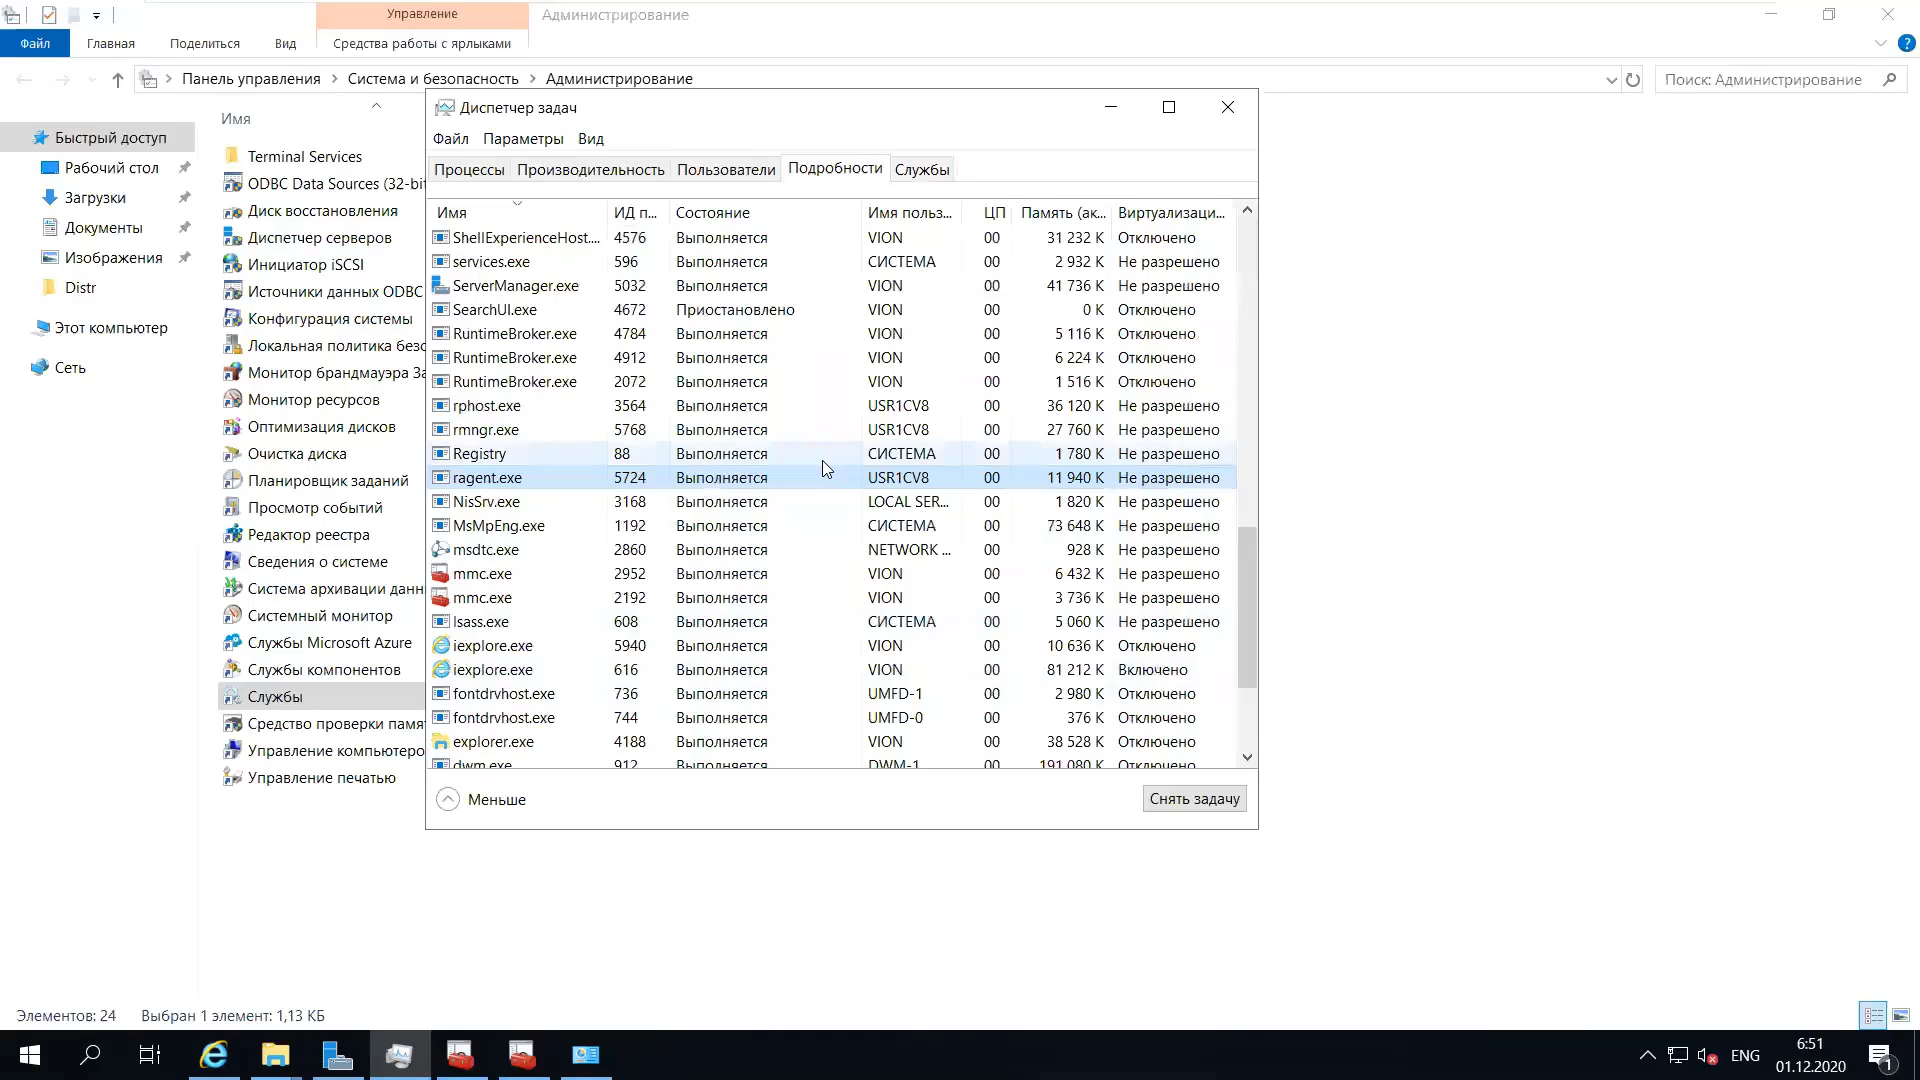 Управление
Администрирование
Файл
Главная
Поделиться
Вид
Средства работы с ярлыками
Панель управления
Система и безопасность
Администрирование
Поиск: Администрирование
Быстрый доступ
Рабочий стол
Загрузки
Документы
Изображения
Distr
Этот компьютер
Сеть
Имя
Terminal Services
ODBC Data Sources (32-bit
Диск восстановления
Диспетчер серверов
Инициатор iSCSI
Источники данных ODBC
Конфигурация системы
Локальная политика безо
Монитор брандмауэра За
Монитор ресурсов
Оптимизация дисков
Очистка диска
Планировщик заданий
Просмотр событий
Редактор реестра
Сведения о системе
Система архивации данн
Системный монитор
Службы Microsoft Azure
Службы компонентов
Службы
Средство проверки памят
Управление компьютеро
Управление печатью
Диспетчер задач
Файл Параметры Вид
Процессы Производительность Пользователи Подробности Службы
Имя ИД п... Состояние Имя польз... ЦП Память (ак... Виртуализаци...
ShellExperienceHost.... 4576 Выполняется VION 00 31 232 K Отключено
services.exe 596 Выполняется СИСТЕМА 00 2 932 K Не разрешено
ServerManager.exe 5032 Выполняется VION 00 41 736 K Не разрешено
SearchUI.exe 4672 Приостановлено VION 00 0 K Отключено
RuntimeBroker.exe 4784 Выполняется VION 00 5 116 K Отключено
RuntimeBroker.exe 4912 Выполняется VION 00 6 224 K Отключено
RuntimeBroker.exe 2072 Выполняется VION 00 1 516 K Отключено
rphost.exe 3564 Выполняется USR1CV8 00 36 120 K Не разрешено
rmngr.exe 5768 Выполняется USR1CV8 00 27 760 K Не разрешено
Registry 88 Выполняется СИСТЕМА 00 1 780 K Не разрешено
ragent.exe 5724 Выполняется USR1CV8 00 11 940 K Не разрешено
NisSrv.exe 3168 Выполняется LOCAL SER... 00 1 820 K Не разрешено
MsMpEng.exe 1192 Выполняется СИСТЕМА 00 73 648 K Не разрешено
msdtc.exe 2860 Выполняется NETWORK ... 00 928 K Не разрешено
mmc.exe 2952 Выполняется VION 00 6 432 K Не разрешено
mmc.exe 2192 Выполняется VION 00 3 736 K Не разрешено
lsass.exe 608 Выполняется СИСТЕМА 00 5 060 K Не разрешено
iexplore.exe 5940 Выполняется VION 00 10 636 K Отключено
iexplore.exe 616 Выполняется VION 00 81 212 K Включено
fontdrvhost.exe 736 Выполняется UMFD-1 00 2 980 K Отключено
fontdrvhost.exe 744 Выполняется UMFD-0 00 376 K Отключено
explorer.exe 4188 Выполняется VION 00 38 528 K Отключено
dwm.exe 912 Выполняется DWM-1 00 191 080 K Отключено
Меньше
Снять задачу
Элементов: 24 Выбран 1 элемент: 1,13 КБ
ENG
6:51
01.12.2020
1